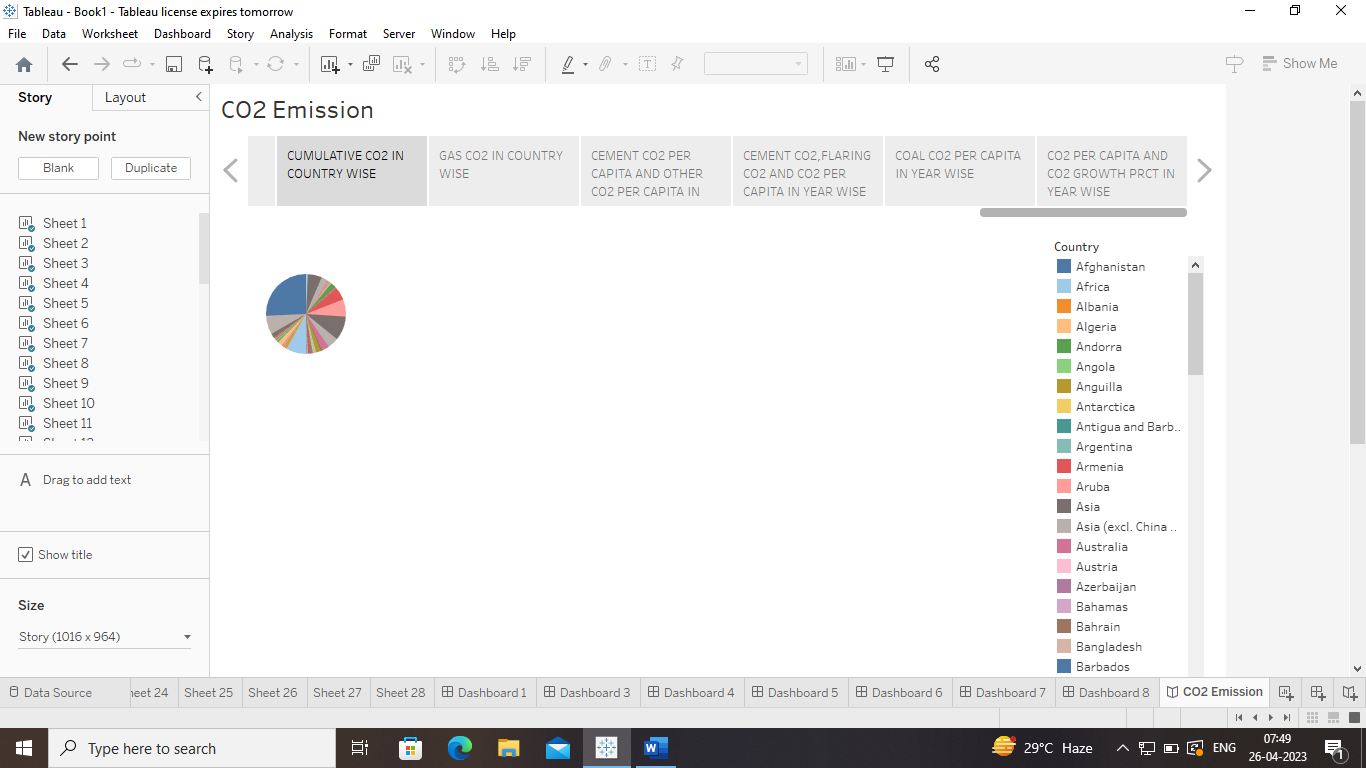 Tableau - Book1 - Tableau license expires tomorrow
File Data Worksheet Dashboard Story Analysis Format Server Window Help
Show Me
Story Layout
New story point
Blank Duplicate
Sheet 1
Sheet 2
Sheet 3
Sheet 4
Sheet 5
Sheet 6
Sheet 7
Sheet 8
Sheet 9
Sheet 10
Sheet 11
A Drag to add text
Show title
Size
Story (1016 x 964)
CO2 Emission
CUMULATIVE CO2 IN
COUNTRY WISE
GAS CO2 IN COUNTRY
WISE
CEMENT CO2 PER
CAPITA AND OTHER
CO2 PER CAPITA IN
CEMENT CO2,FLARING
CO2 AND CO2 PER
CAPITA IN YEAR WISE
COAL CO2 PER CAPITA
IN YEAR WISE
CO2 PER CAPITA AND
CO2 GROWTH PRCT IN
YEAR WISE
Country
Afghanistan
Africa
Albania
Algeria
Andorra
Angola
Anguilla
Antarctica
Antigua and Barb..
Argentina
Armenia
Aruba
Asia
Asia (excl. China ..
Australia
Austria
Azerbaijan
Bahamas
Bahrain
Bangladesh
Barbados
Data Source heet 24 Sheet 25 Sheet 26 Sheet 27 Sheet 28 Dashboard 1 Dashboard 3 Dashboard 4 Dashboard 5 Dashboard 6 Dashboard 7 Dashboard 8 CO2 Emission
Type here to search
29°C Haze
ENG
07:49
26-04-2023
1